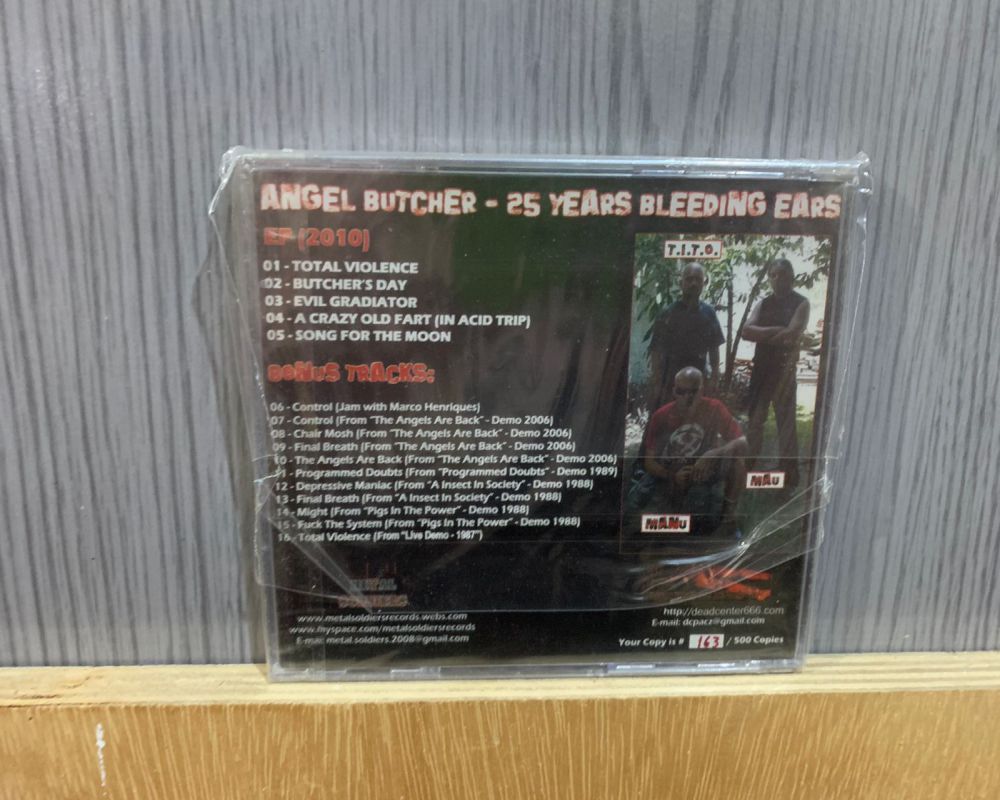 ANGEL BUTCHER - 25 YEARS BLEEDING EARS
EP (2010)
01 - TOTAL VIOLENCE
02 - BUTCHER'S DAY
03 - EVIL GRADIATOR
04 - A CRAZY OLD FART (IN ACID TRIP)
05 - SONG FOR THE MOON
BONUS TRACKS:
06 - Control (Jam with Marco Henriques)
07 - Control (From "The Angels Are Back" - Demo 2006)
08 - Chair Mosh (From "The Angels Are Back" - Demo 2006)
09 - Final Breath (From "The Angels Are Back" - Demo 2006)
10 - The Angels Are Back (From "The Angels Are Back" - Demo 2006)
11 - Programmed Doubts (From "Programmed Doubts" - Demo 1989)
12 - Depressive Maniac (From "A Insect In Society" - Demo 1988)
13 - Final Breath (From "A Insect In Society" - Demo 1988)
14 - Might (From "Pigs In The Power" - Demo 1988)
15 - Fuck The System (From "Pigs In The Power" - Demo 1988)
16 - Total Violence (From "Live Demo - 1987")
T.I.T.O.
MAU
MANU
METAL
SOLDIERS
www.metalsoldiersrecords.webs.com
www.myspace.com/metalsoldiersrecords
E-mai: metal.soldiers.2008@gmail.com
http://deadcenter666.com
E-mail: dcpacz@gmail.com
Your Copy is # 163 / 500 Copies